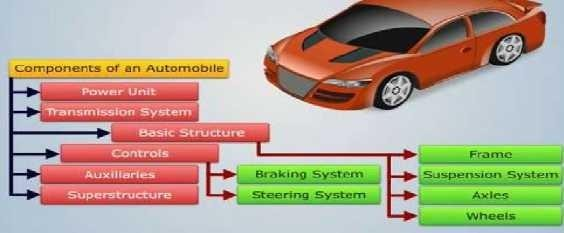 Components of an Automobile
Power Unit
Transmission System
Basic Structure
Controls
Auxiliaries
Superstructure
Braking System
Steering System
Frame
Suspension System
Axles
Wheels